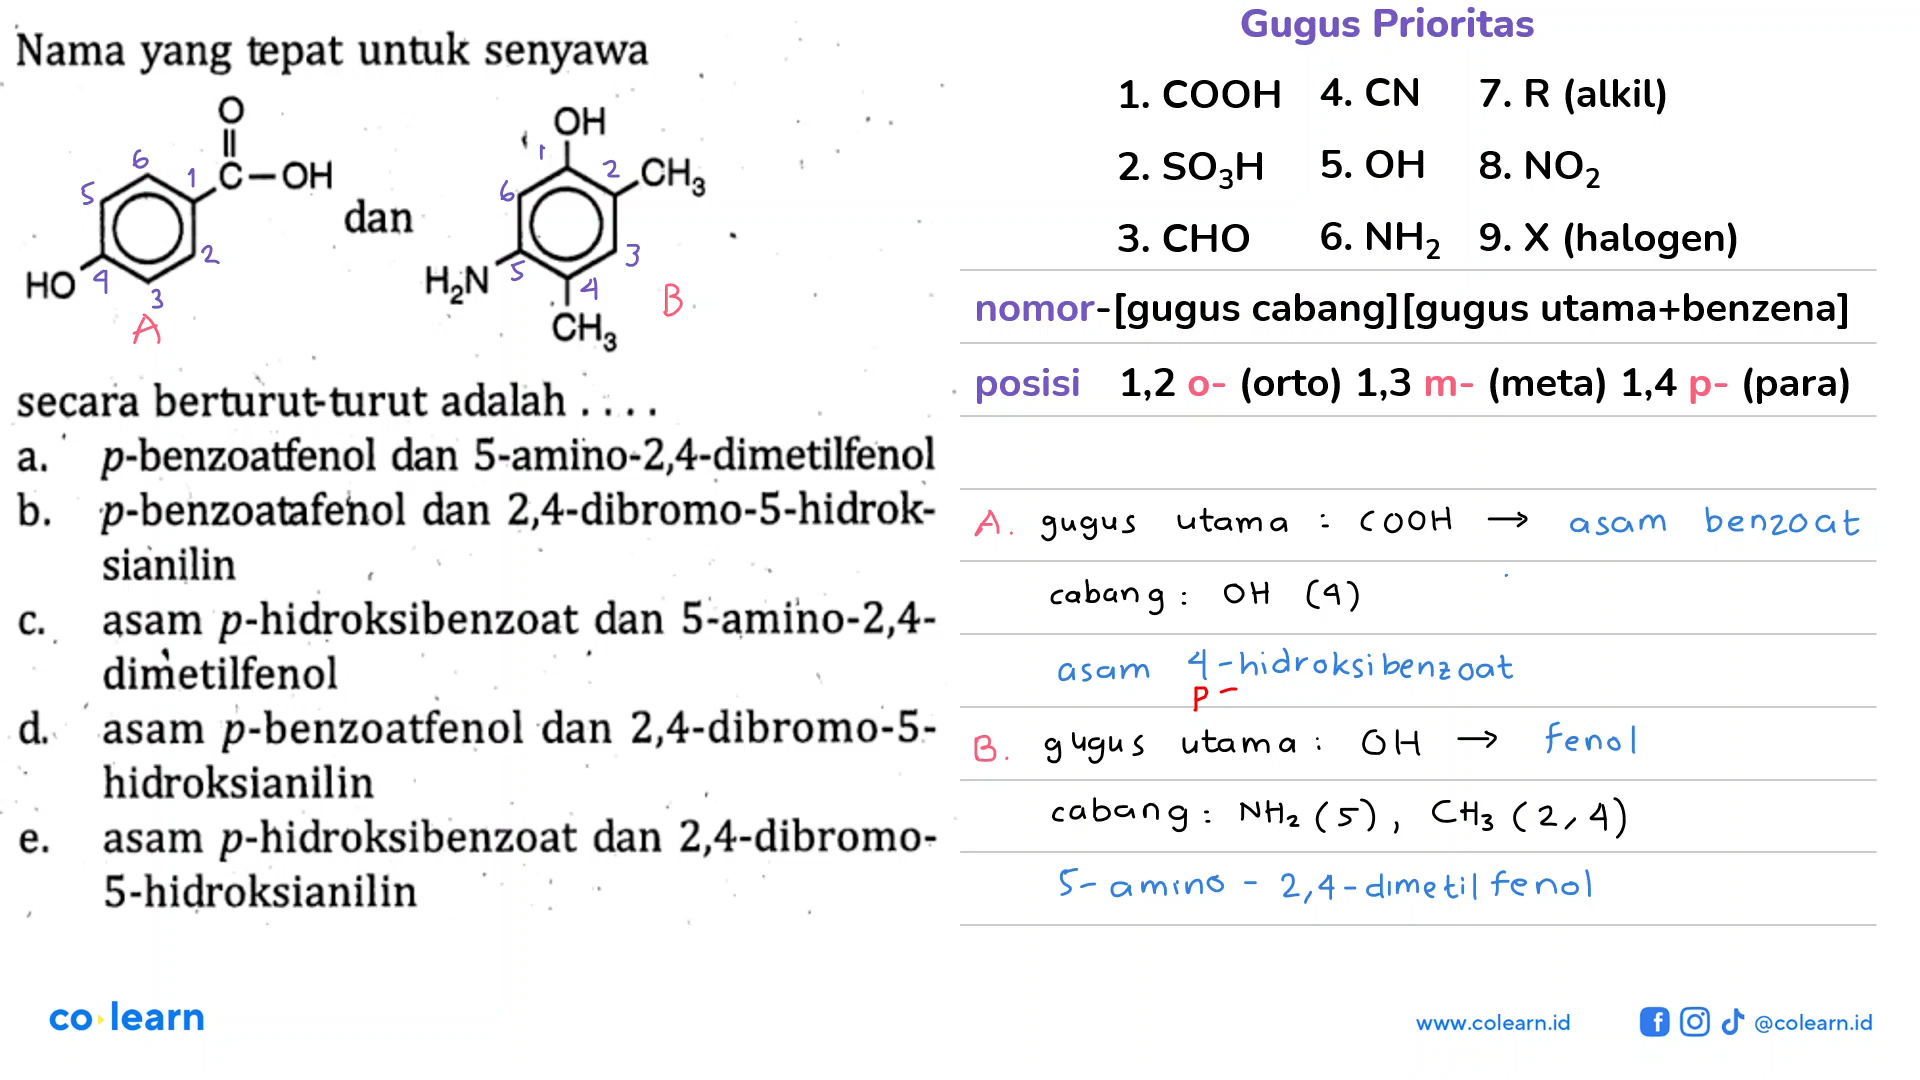 Nama yang tepat untuk senyawa
O
||
C-OH
HO
1
2
3
4
5
6
A
dan
OH
CH3
H2N
CH3
1
2
3
4
5
6
B
secara berturut-turut adalah ....
a. p-benzoatfenol dan 5-amino-2,4-dimetilfenol
b. p-benzoatafenol dan 2,4-dibromo-5-hidrok-
sianilin
c. asam p-hidroksibenzoat dan 5-amino-2,4-
dimetilfenol
d. asam p-benzoatfenol dan 2,4-dibromo-5-
hidroksianilin
e. asam p-hidroksibenzoat dan 2,4-dibromo-
5-hidroksianilin
Gugus Prioritas
1. COOH 4. CN 7. R (alkil)
2. SO3H 5. OH 8. NO2
3. CHO 6. NH2 9. X (halogen)
nomor-[gugus cabang][gugus utama+benzena]
posisi 1,2 o- (orto) 1,3 m- (meta) 1,4 p- (para)
A. gugus utama : COOH → asam benzoat
cabang : OH (4)
asam 4-hidroksibenzoat
p-
B. gugus utama : OH → fenol
cabang : NH2 (5), CH3 (2,4)
5-amino-2,4-dimetilfenol
co learn
www.colearn.id @colearn.id